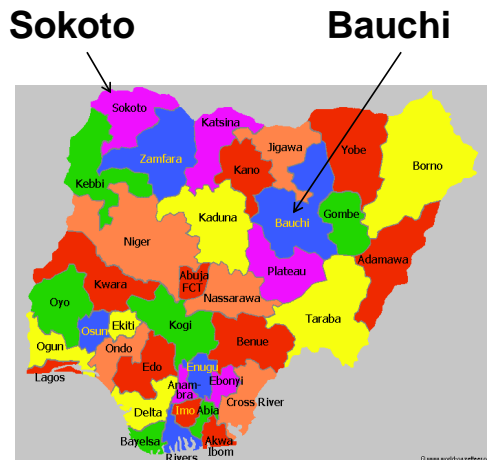 Sokoto
Bauchi
Sokoto
Katsina
Jigawa
Yobe
Zamfara
Borno
Kano
Kebbi
Kaduna
Gombe
Bauchi
Niger
Adamawa
Plateau
Abuja
FCT
Kwara
Nassarawa
Oyo
Taraba
Osun
Ekiti
Kogi
Ogun
Benue
Ondo
Edo
Enugu
Lagos
Anam-
bra
Ebonyi
Delta
Imo
Abia
Cross River
Bayelsa
Akwa
Ibom
Rivers